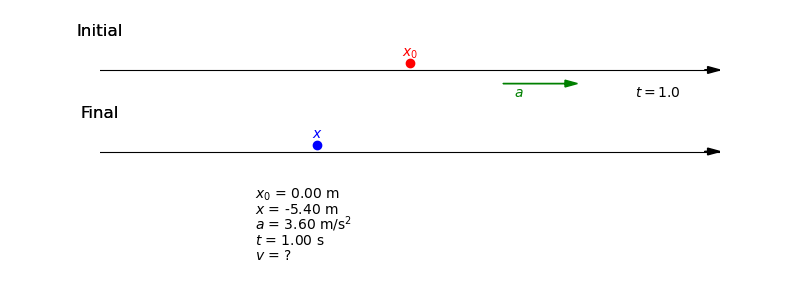 Initial
x₀
a
t = 1.0
Final
x
x₀ = 0.00 m
x = -5.40 m
a = 3.60 m/s²
t = 1.00 s
v = ?